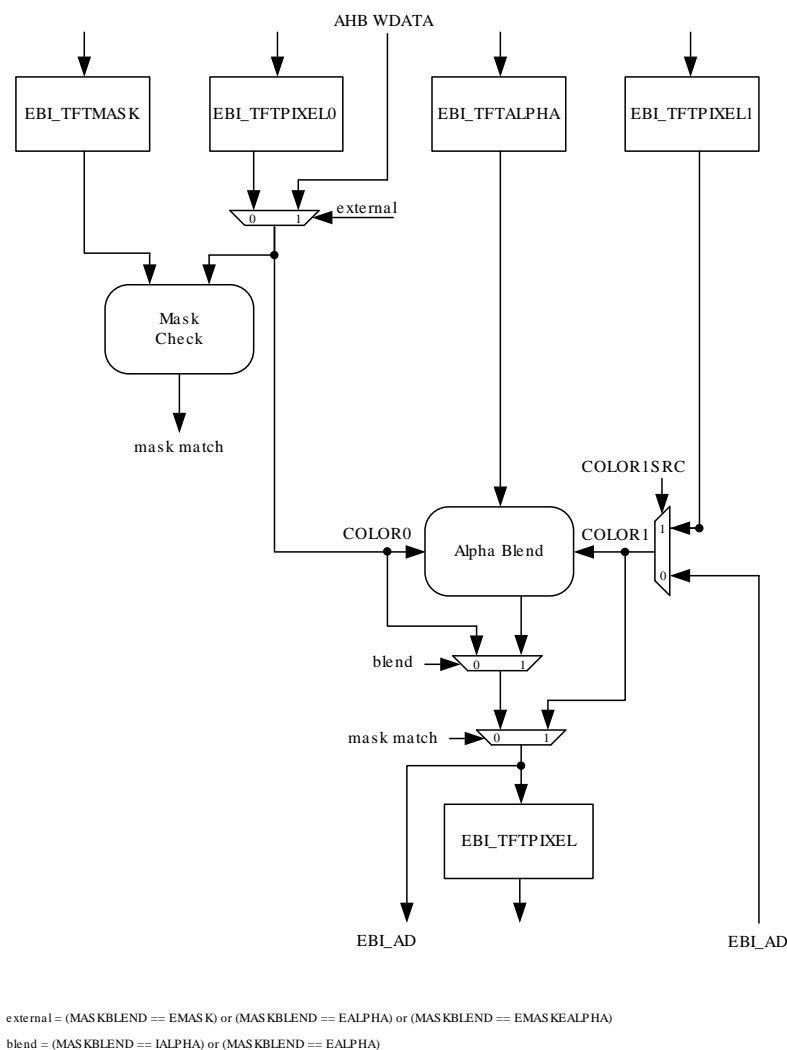 AHB WDATA
EBI_TFTMASK
EBI_TFTPIXEL0
EBI_TFTALPHA
EBI_TFTPIXEL1
0
1
external
Mask
Check
mask match
COLOR1SRC
1
COLOR0
Alpha Blend
COLOR1
0
blend
0
1
mask match
0
1
EBI_TFTPIXEL
EBI_AD
EBI_AD
external = (MASKBLEND == EMASK) or (MASKBLEND == EALPHA) or (MASKBLEND == EMASKEALPHA)
blend = (MASKBLEND == IALPHA) or (MASKBLEND == EALPHA)